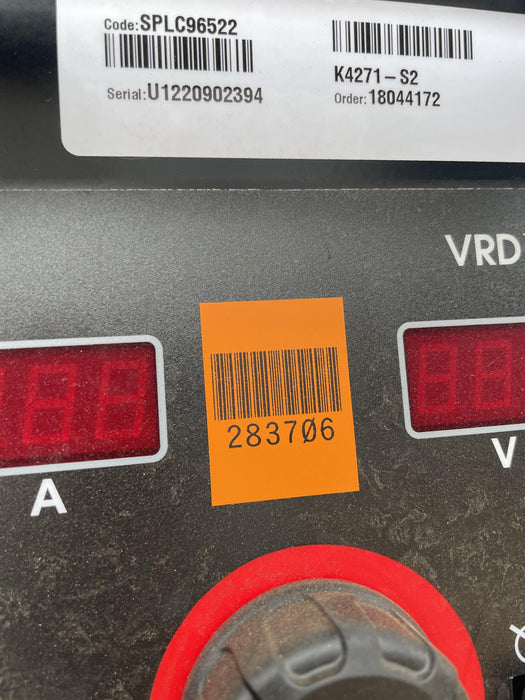 Code:SPLC96522
Serial:U1220902394
K4271-S2
Order:18044172
VRD
283706
A
V